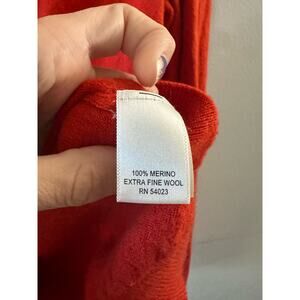 100% MERINO
EXTRA FINE WOOL
RN 54023